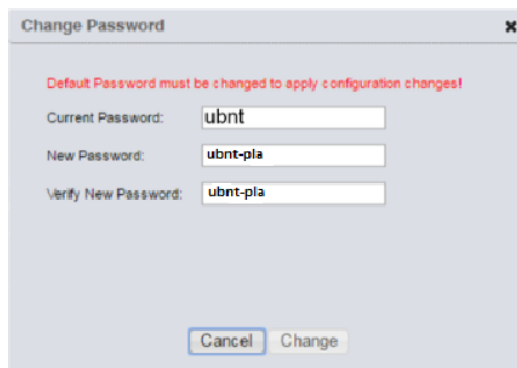 Change Password
Default Password must be changed to apply configuration changes!
Current Password: ubnt
New Password: ubnt-pla
Verify New Password: ubnt-pla
Cancel Change